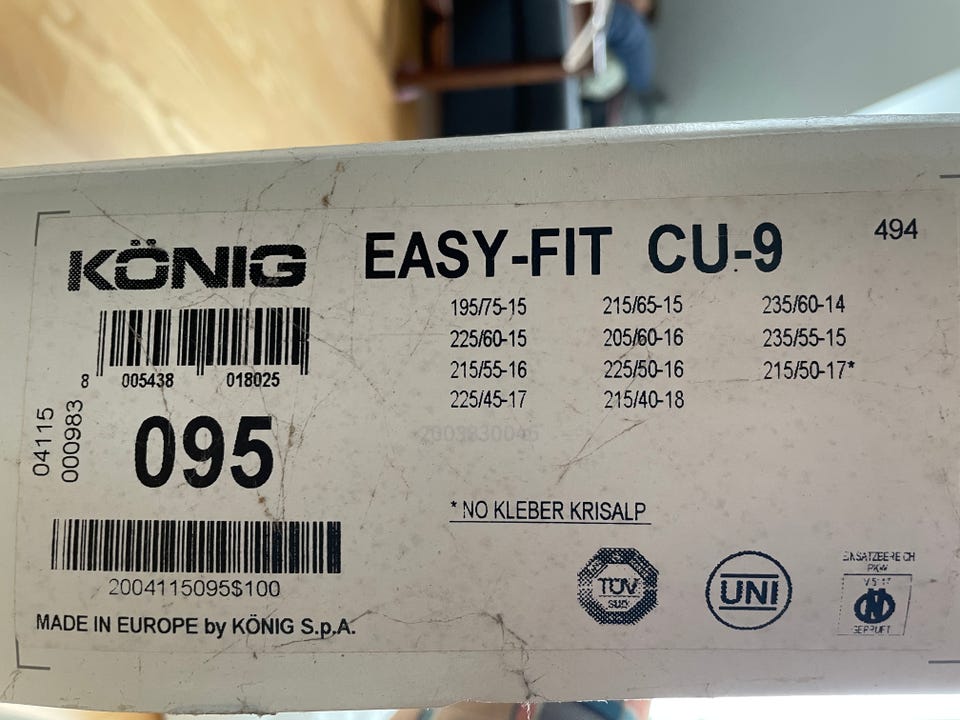 KÖNIG
EASY-FIT CU-9
494
195/75-15 215/65-15 235/60-14
225/60-15 205/60-16 235/55-15
215/55-16 225/50-16 215/50-17*
225/45-17 215/40-18
8 005438 018025
04115
000983
095
* NO KLEBER KRISALP
2004115095$100
MADE IN EUROPE by KÖNIG S.p.A.
TÜV
SÜD
UNI
EINSATZBEREICH
PKW
GEPRÜFT